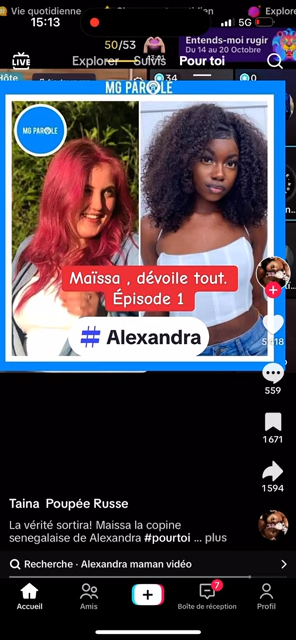 Vie quotidienne
Explore
15:13
5G
50/53
Entends-moi rugir
Du 14 au 20 Octobre
LIVE
Explorer
Suivis
Pour toi
34
0
MG PAROLE
MG PAROLE
Maïssa , dévoile tout.
Épisode 1
# Alexandra
559
1671
1594
Taina Poupée Russe
La vérité sortira! Maissa la copine
senegalaise de Alexandra #pourtoi ... plus
Recherche · Alexandra maman vidéo
7
Accueil
Amis
Boîte de réception
Profil